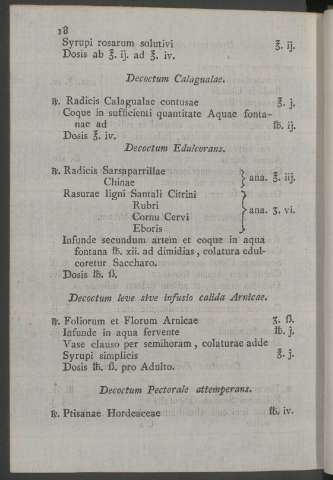 18
Syrupi rosarum solutivi ℥. ij.
Dosis ab ℥. ij. ad ℥. iv.
Decoctum Calagualae.
℞. Radicis Calagualae contusae ℥. j.
Coque in sufficienti quantitate Aquae fonta-
nae ad ℔. ij.
Dosis ℥. iv.
Decoctum Edulcorans.
℞. Radicis Sarsaparrillae
Chinae } ana. ℥. iij.
Rasurae ligni Santali Citrini
Rubri
Cornu Cervi } ana. ʒ. vi.
Eboris
Infunde secundum artem et coque in aqua
fontana ℔. xii. ad dimidias, colatura edul-
coretur Saccharo.
Dosis ℔. ß.
Decoctum leve sive infusio calida Arnicae.
℞. Foliorum et Florum Arnicae ʒ. ß.
Infunde in aqua fervente ℔. j.
Vase clauso per semihoram, colaturae adde
Syrupi simplicis ℥. j.
Dosis ℔. ß. pro Adulto.
Decoctum Pectorale attemperans.
℞. Ptisanae Hordeaceae ℔. iv.